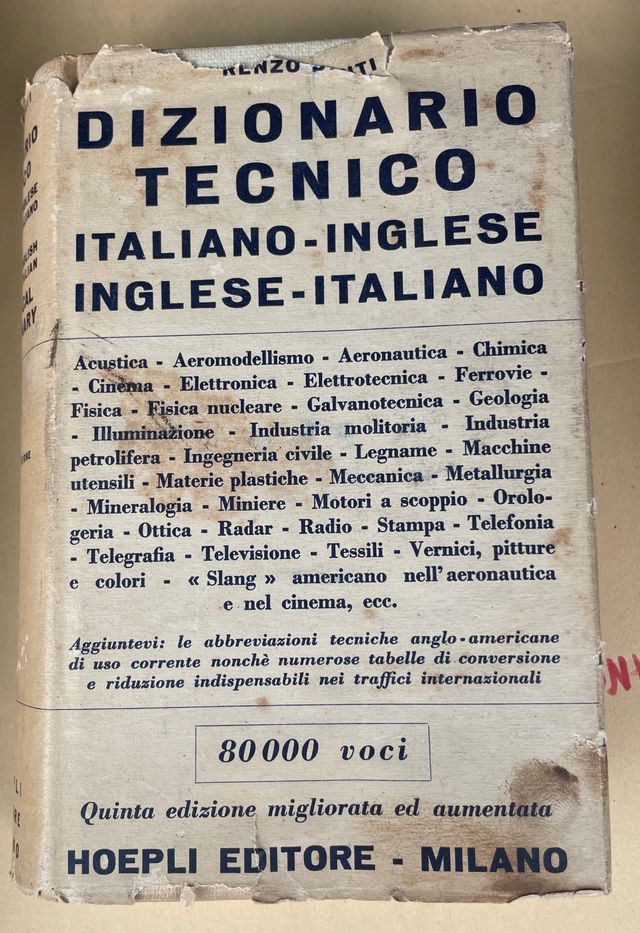 RENZO
DIZIONARIO
TECNICO
ITALIANO-INGLESE
INGLESE-ITALIANO
Acustica - Aeromodellismo - Aeronautica - Chimica
- Cinema - Elettronica - Elettrotecnica - Ferrovie -
Fisica - Fisica nucleare - Galvanotecnica - Geologia
- Illuminazione - Industria molitoria - Industria
petrolifera - Ingegneria civile - Legname - Macchine
utensili - Materie plastiche - Meccanica - Metallurgia
- Mineralogia - Miniere - Motori a scoppio - Orolo-
geria - Ottica - Radar - Radio - Stampa - Telefonia
- Telegrafia - Televisione - Tessili - Vernici, pitture
e colori - « Slang » americano nell'aeronautica
e nel cinema, ecc.
Aggiuntevi: le abbreviazioni tecniche anglo-americane
di uso corrente nonchè numerose tabelle di conversione
e riduzione indispensabili nei traffici internazionali
80 000 voci
Quinta edizione migliorata ed aumentata
HOEPLI EDITORE - MILANO